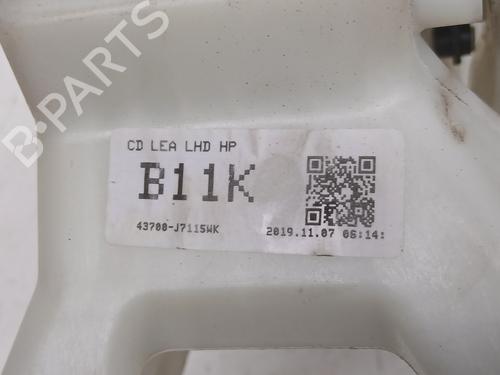 CD LEA LHD HP
B11K
43700-J7115WK
2019.11.07 06:14:
B-PARTS